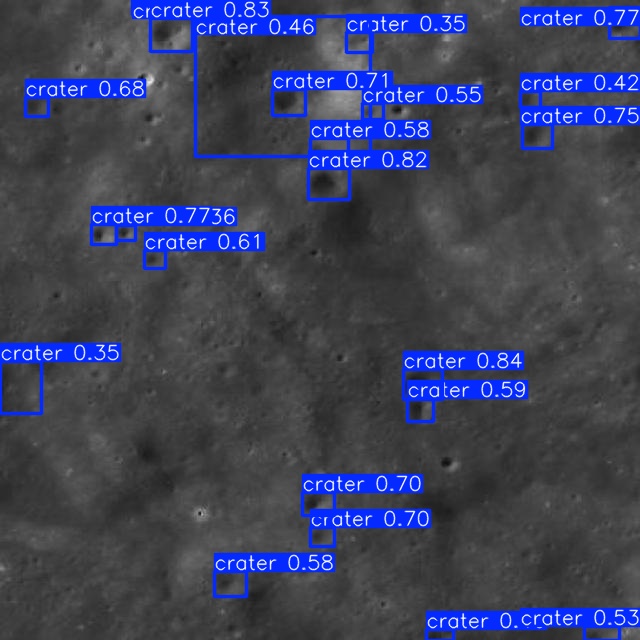 crater 0.83
crater 0.77
crater 0.35
crater 0.46
crater 0.71
crater 0.42
crater 0.68
crater 0.55
crater 0.75
crater 0.58
crater 0.82
crater 0.7736
crater 0.61
crater 0.35
crater 0.84
crater 0.59
crater 0.70
crater 0.70
crater 0.58
crater 0.
crater 0.53